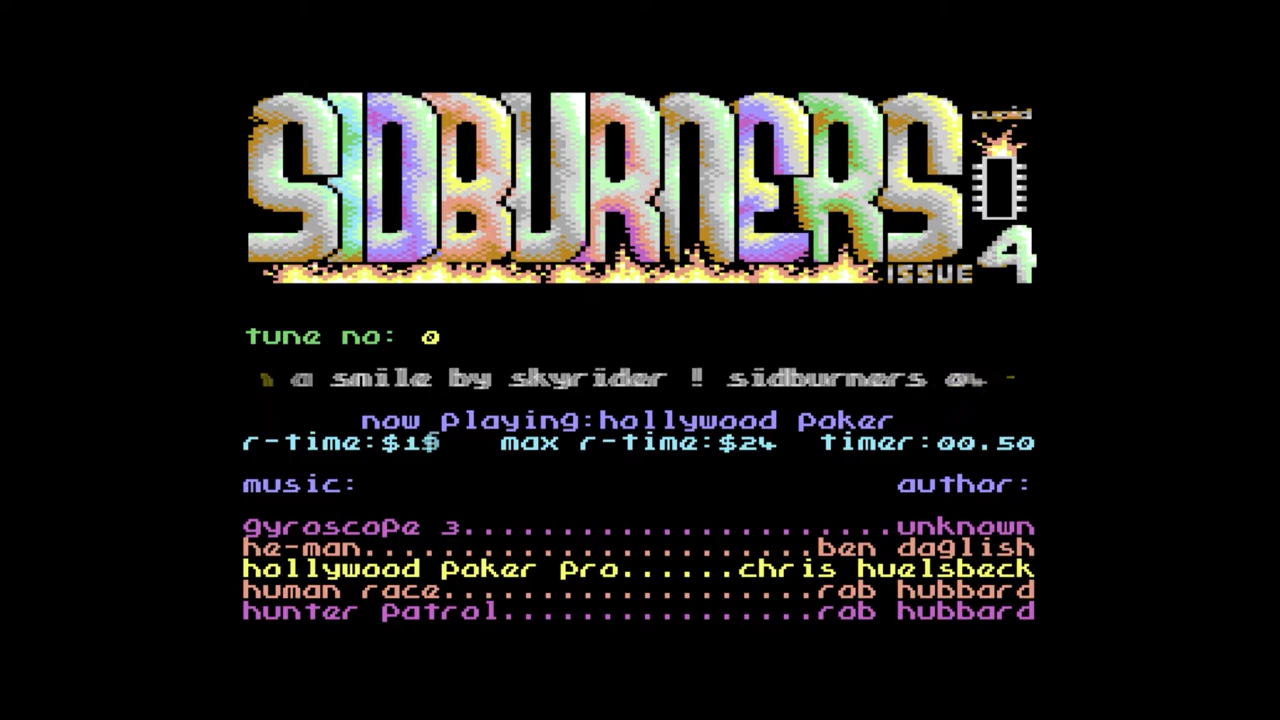 SIDBURNERS
cupid
ISSUE 4
tune no: 0
a smile by skyrider ! sidburners 04 -
now playing:hollywood poker
r-time:$1 max r-time:$24 timer:00.50
music: author:
gyroscope 3......................unknown
he-man.......................ben daglish
hollywood poker pro......chris huelsbeck
human race...................rob hubbard
hunter patrol................rob hubbard